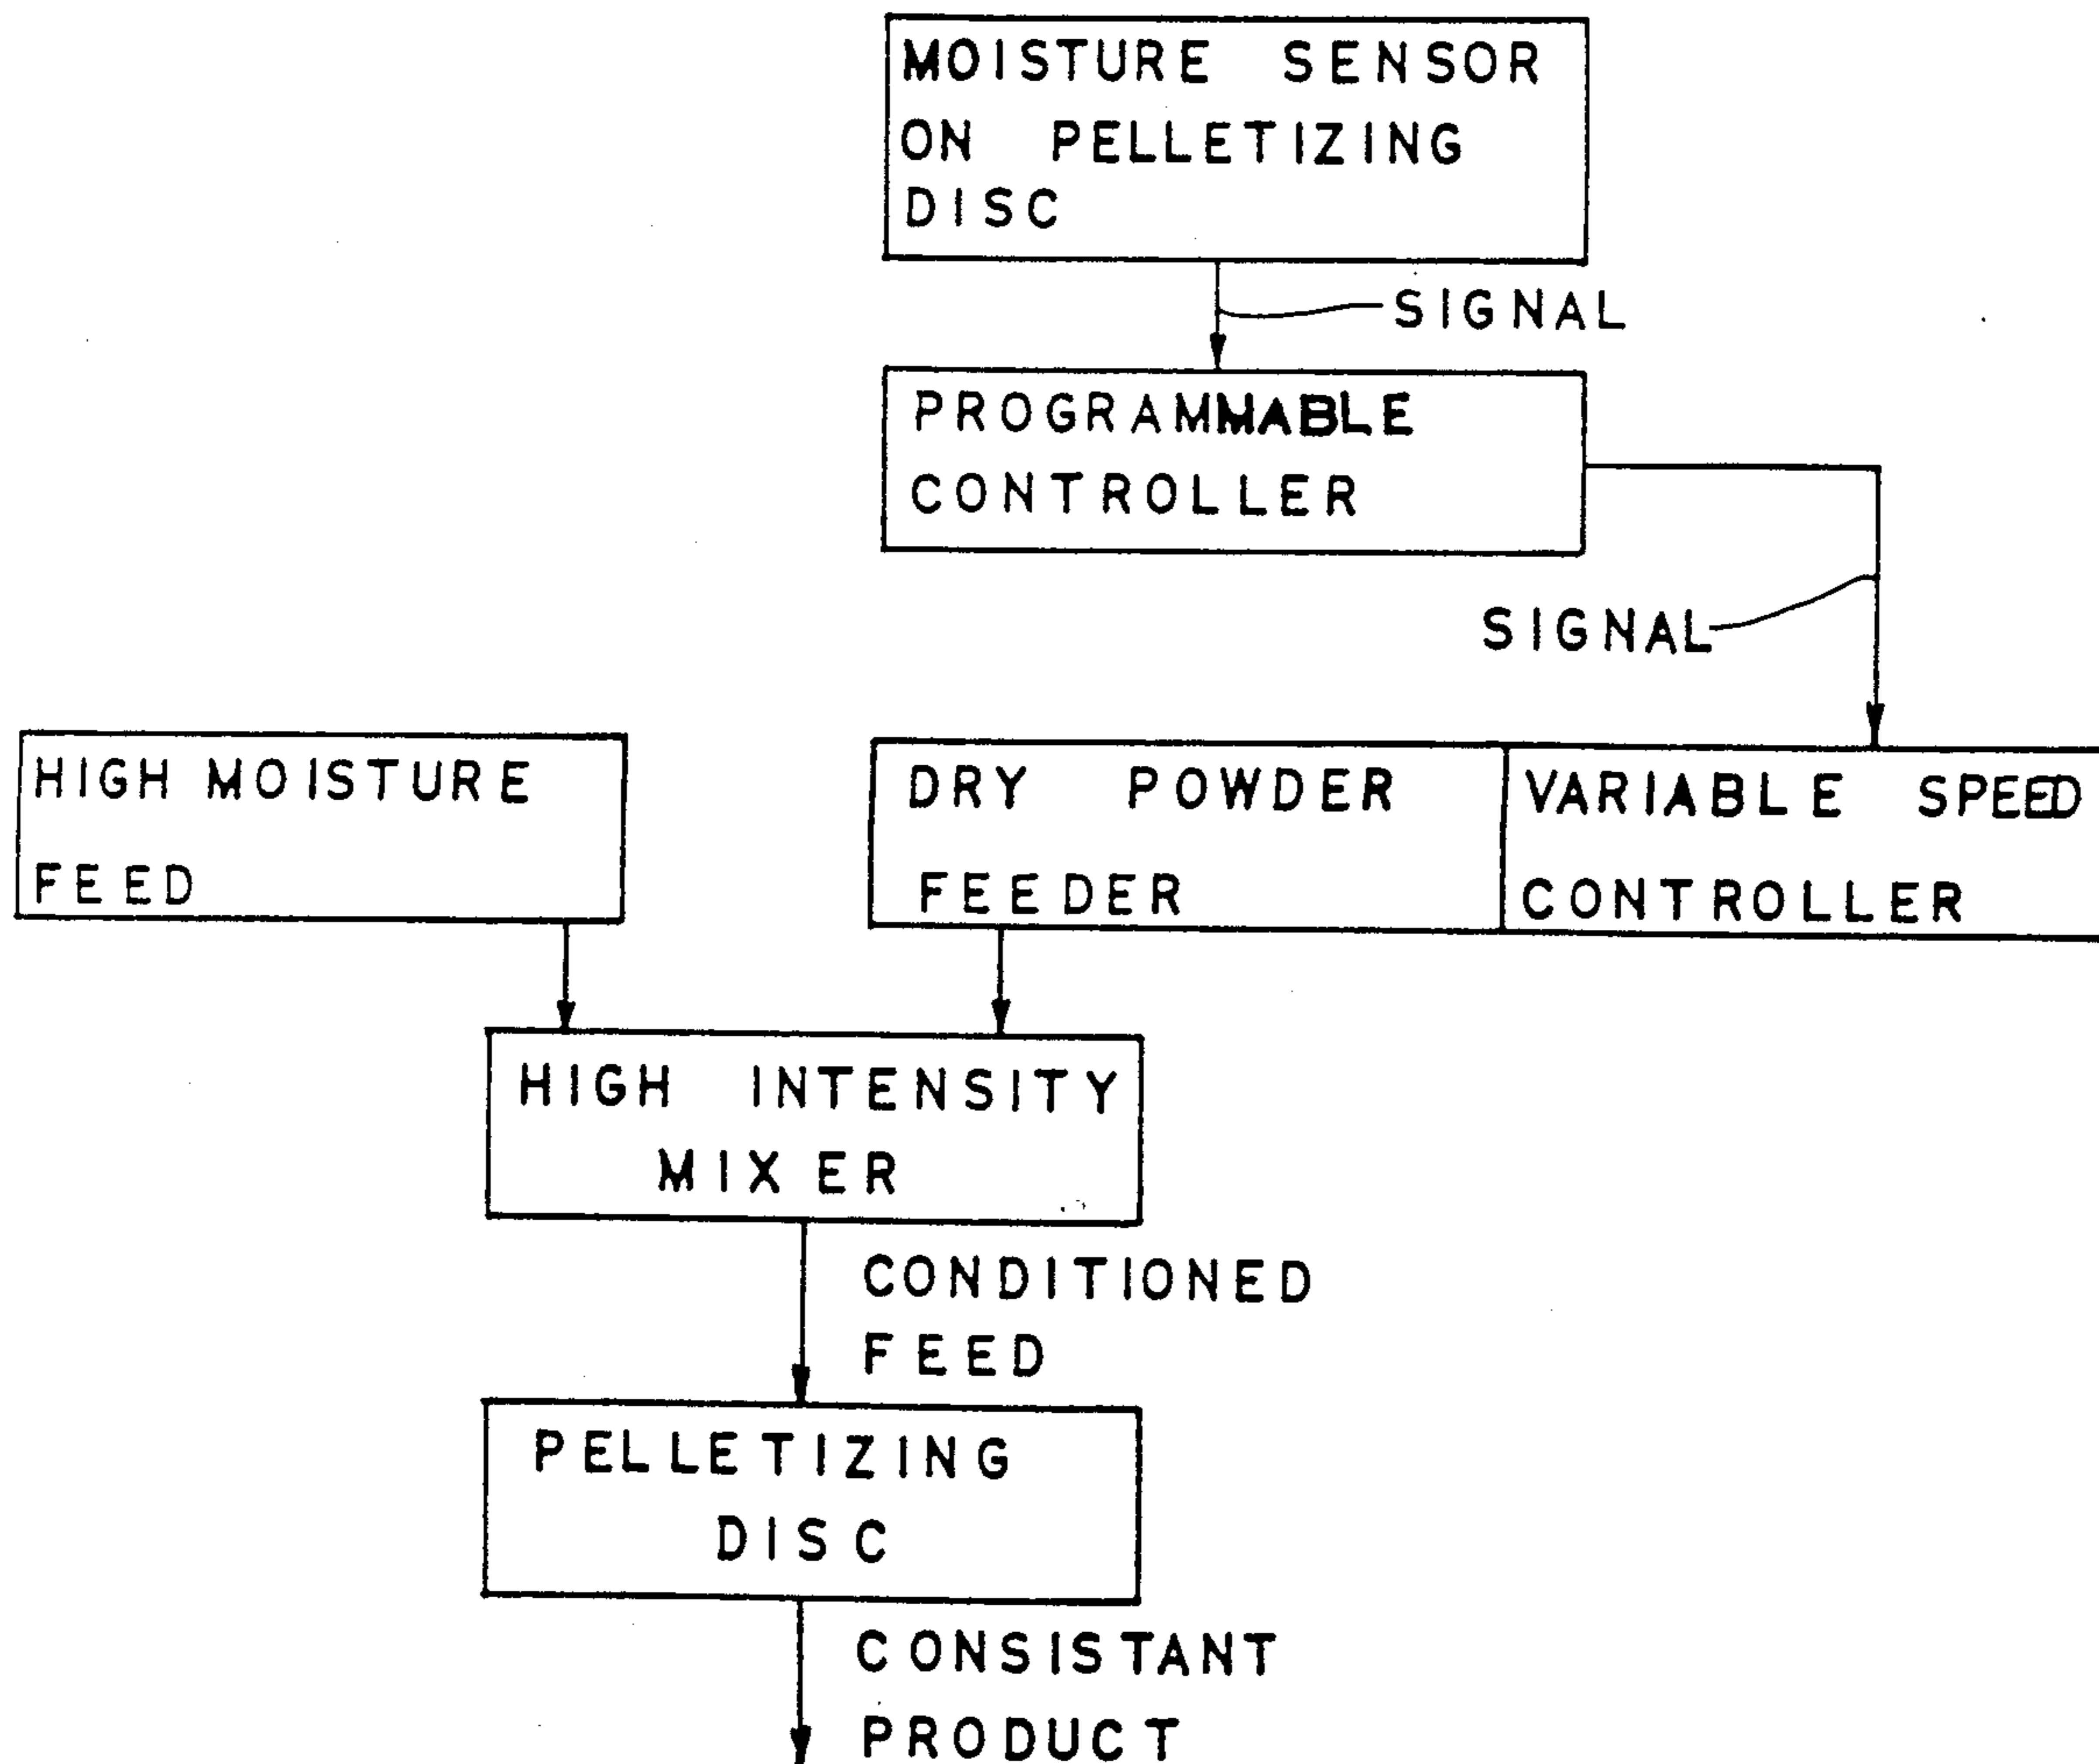 MOISTURE SENSOR
ON PELLETIZING
DISC
SIGNAL
PROGRAMMABLE
CONTROLLER
SIGNAL
HIGH MOISTURE
FEED
DRY POWDER
FEEDER
VARIABLE SPEED
CONTROLLER
HIGH INTENSITY
MIXER
CONDITIONED
FEED
PELLETIZING
DISC
CONSISTANT
PRODUCT